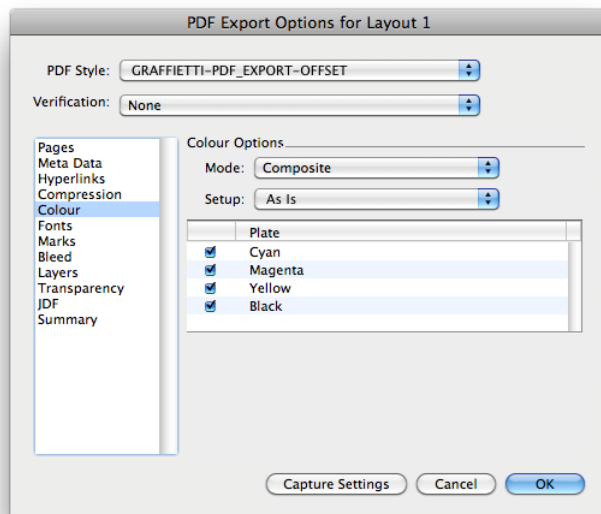 PDF Export Options for Layout 1
PDF Style: GRAFFIETTI-PDF_EXPORT-OFFSET
Verification: None
Pages
Meta Data
Hyperlinks
Compression
Colour
Fonts
Marks
Bleed
Layers
Transparency
JDF
Summary
Colour Options
Mode: Composite
Setup: As Is
Plate
Cyan
Magenta
Yellow
Black
Capture Settings Cancel OK